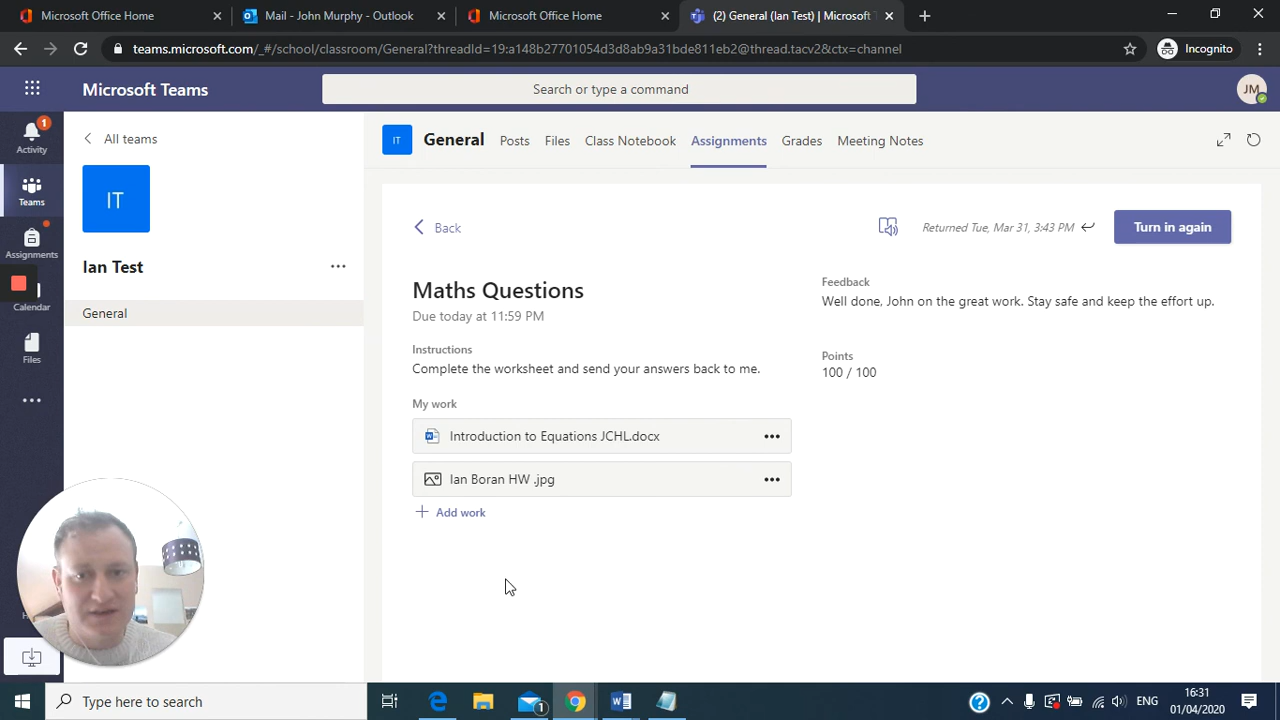 Microsoft Office Home
Mail - John Murphy - Outlook
Microsoft Office Home
(2) General (Ian Test) | Microsoft
teams.microsoft.com/_#/school/classroom/General?threadId=19:a148b27701054d3d8ab9a31bde811eb2@thread.tacv2&ctx=channel
Incognito
Microsoft Teams
Search or type a command
JM
1
Activity
Teams
Assignments
Calendar
Files
All teams
IT
Ian Test
General
IT
General
Posts
Files
Class Notebook
Assignments
Grades
Meeting Notes
Back
Returned Tue, Mar 31, 3:43 PM
Turn in again
Maths Questions
Due today at 11:59 PM
Instructions
Complete the worksheet and send your answers back to me.
My work
Introduction to Equations JCHL.docx
Ian Boran HW .jpg
Add work
Feedback
Well done, John on the great work. Stay safe and keep the effort up.
Points
100 / 100
Type here to search
1
ENG
16:31
01/04/2020